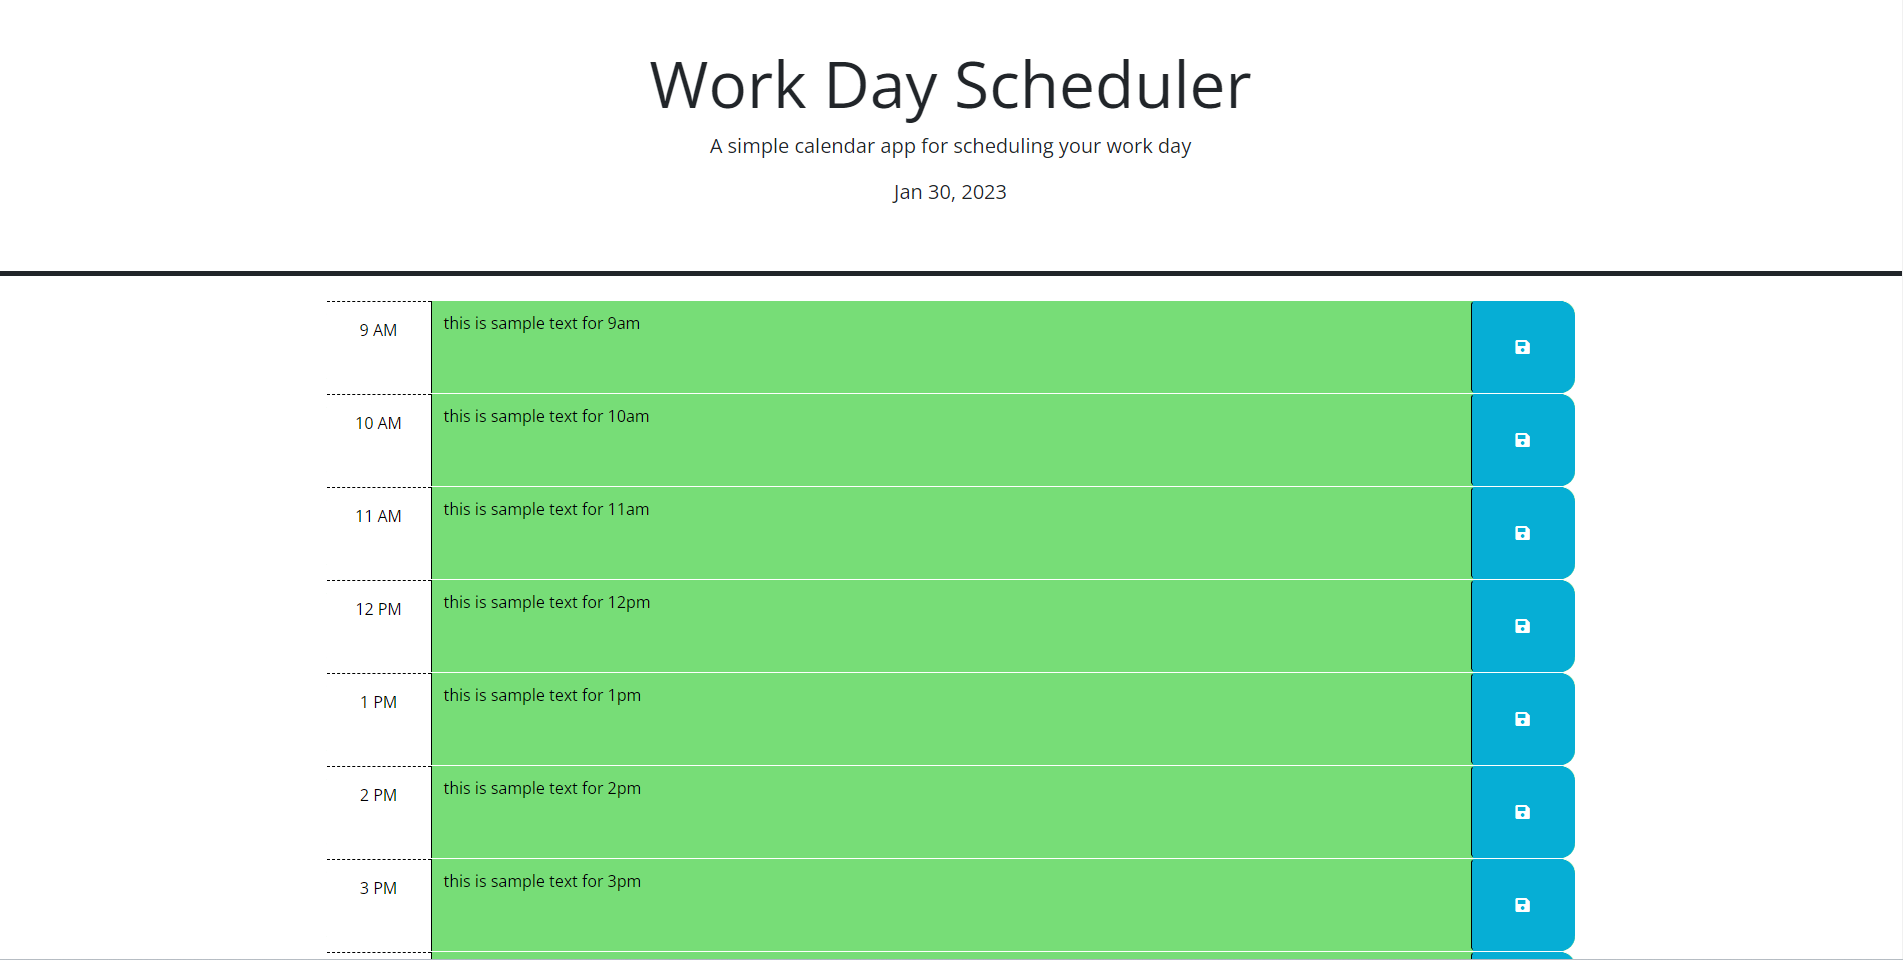 Work Day Scheduler
A simple calendar app for scheduling your work day
Jan 30, 2023
9 AM
this is sample text for 9am
10 AM
this is sample text for 10am
11 AM
this is sample text for 11am
12 PM
this is sample text for 12pm
1 PM
this is sample text for 1pm
2 PM
this is sample text for 2pm
3 PM
this is sample text for 3pm